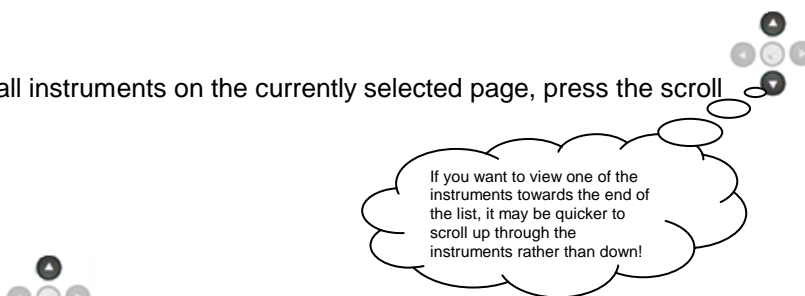 all instruments on the currently selected page, press the scroll
If you want to view one of the
instruments towards the end of
the list, it may be quicker to
scroll up through the
instruments rather than down!